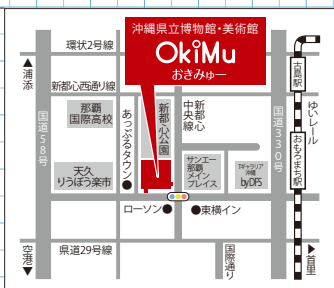 沖縄県立博物館・美術館
OkiMu
おきみゅー
環状2号線
▲浦添
新都心西通り線
国道58号
那覇
国際高校
あっぷるタウン
新都心公園
新都心
中央線
国道330号
古島駅
ゆいレール
おもろまち駅
天久
りうぼう楽市
サンエー
那覇
メイン
プレイス
Tギャラリア
沖縄
byDFS
ローソン
東横イン
空港▼
県道29号線
国際通り
▶首里